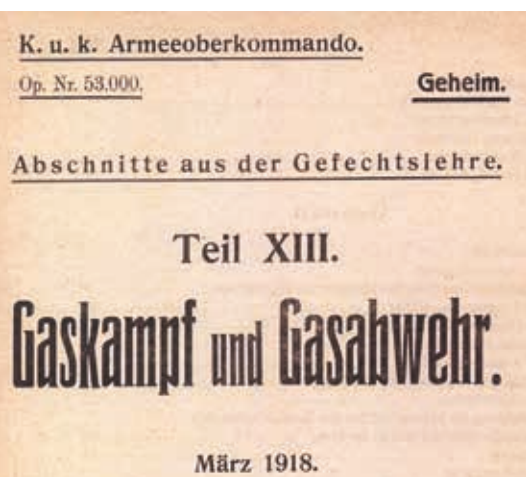 K. u. k. Armeeoberkommando.
Op. Nr. 53.000.
Geheim.
Abschnitte aus der Gefechtslehre.
Teil XIII.
Gaskampf und Gasabwehr.
März 1918.